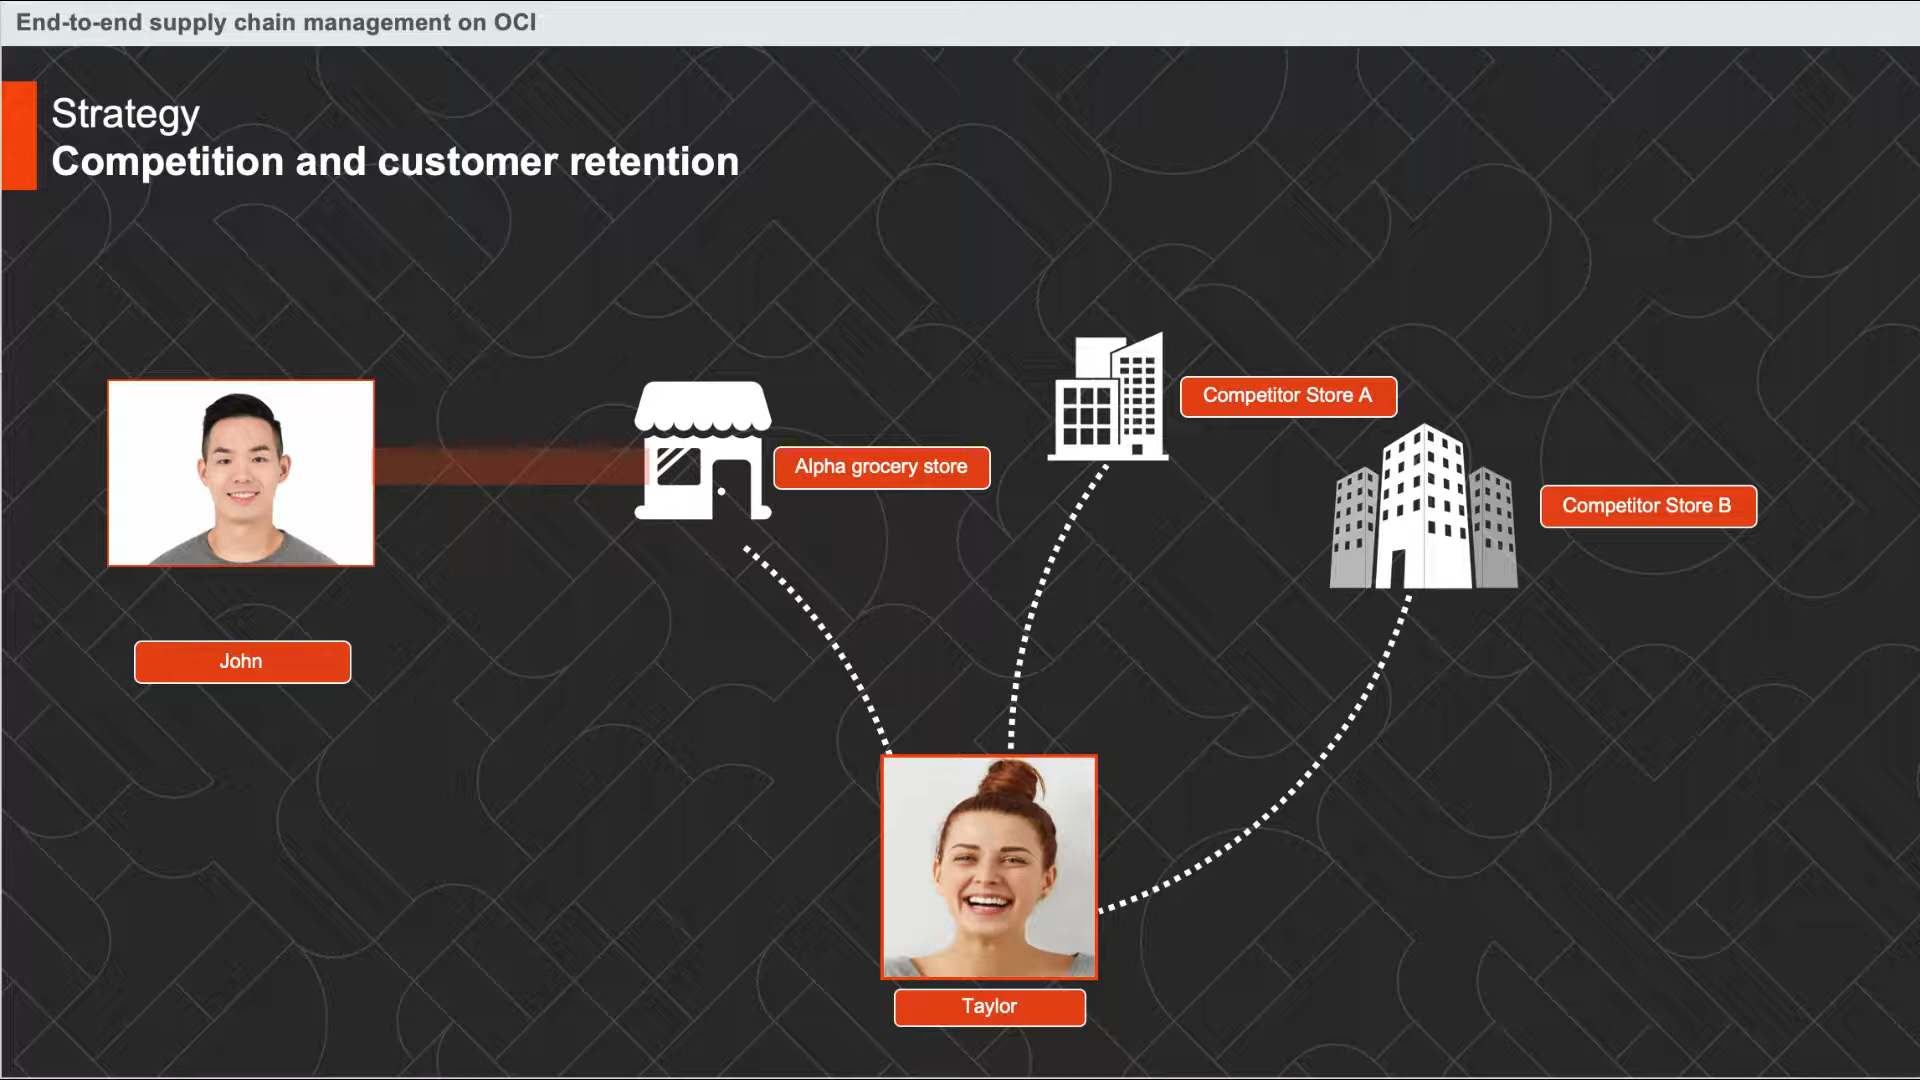 End-to-end supply chain management on OCI
Strategy
Competition and customer retention
Competitor Store A
Alpha grocery store
Competitor Store B
John
Taylor